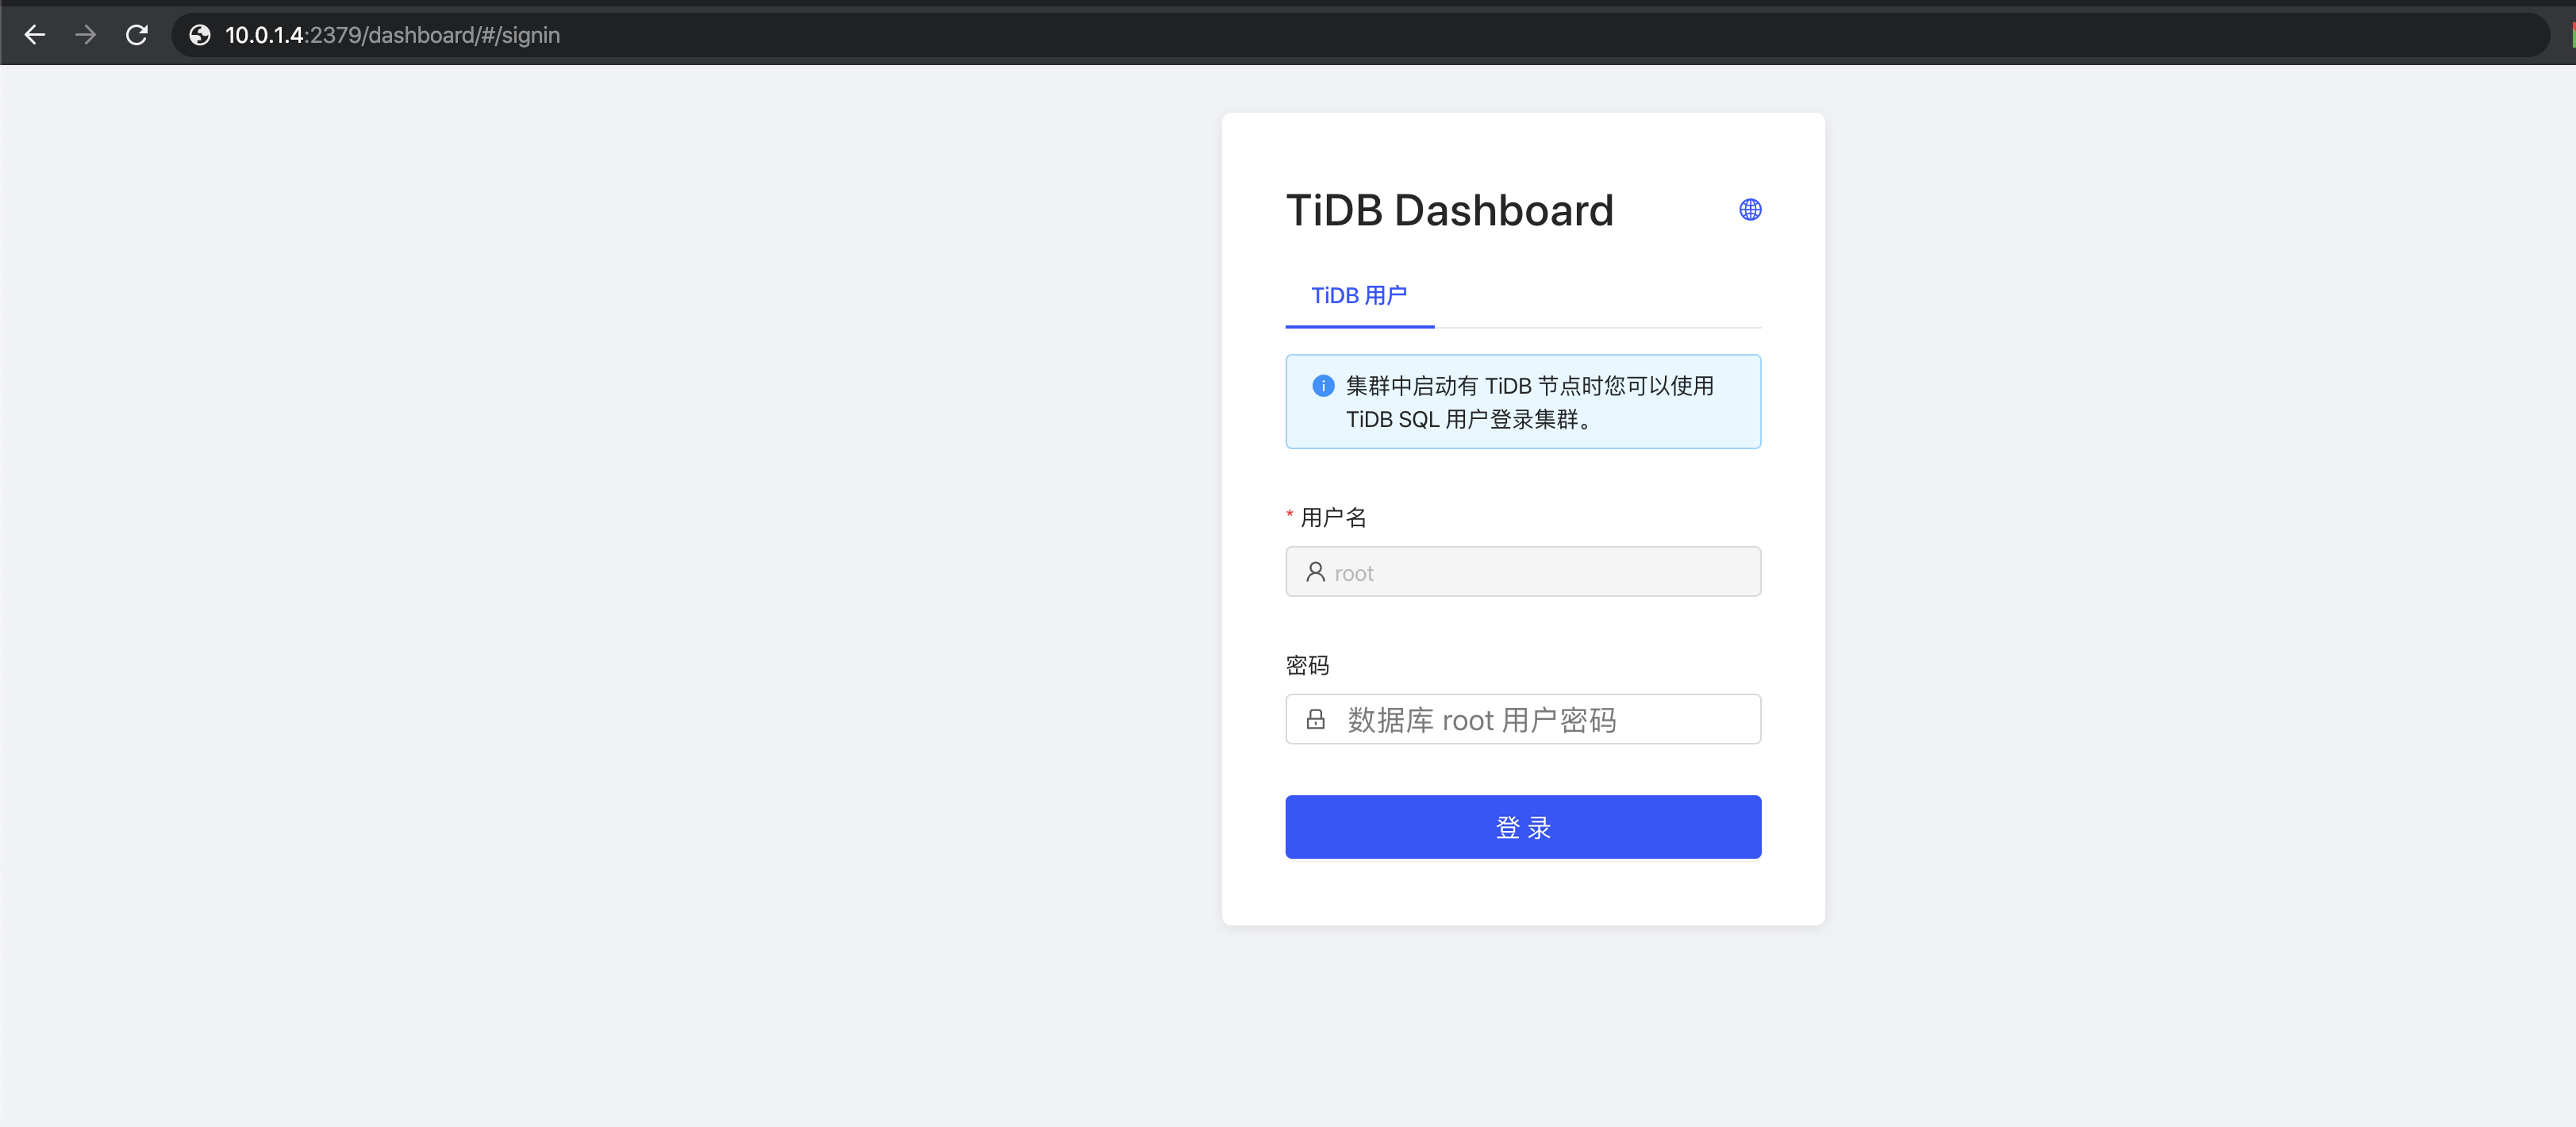 10.0.1.4:2379/dashboard/#/signin
TiDB Dashboard
TiDB 用户
集群中启动有 TiDB 节点时您可以使用
TiDB SQL 用户登录集群。
* 用户名
root
密码
数据库 root 用户密码
登 录